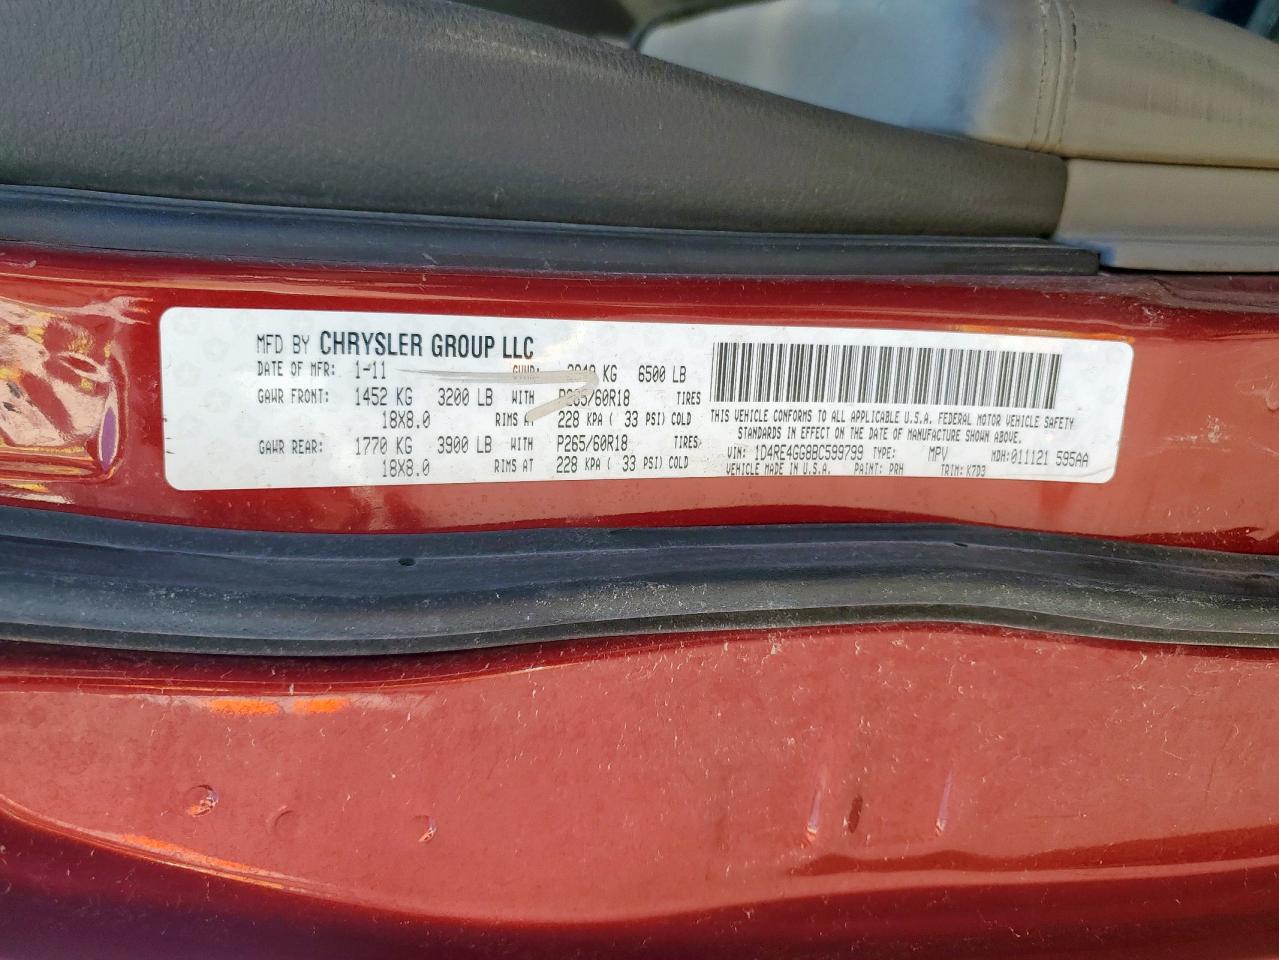 MFD BY CHRYSLER GROUP LLC
DATE OF MFR: 1-11 GVWR: KG 6500 LB
GAWR FRONT: 1452 KG 3200 LB WITH P265/60R18 TIRES
18X8.0 RIMS AT 228 KPA ( 33 PSI) COLD
GAWR REAR: 1770 KG 3900 LB WITH P265/60R18 TIRES
18X8.0 RIMS AT 228 KPA ( 33 PSI) COLD
THIS VEHICLE CONFORMS TO ALL APPLICABLE U.S.A. FEDERAL MOTOR VEHICLE SAFETY
STANDARDS IN EFFECT ON THE DATE OF MANUFACTURE SHOWN ABOVE.
VIN: 1D4RE4GG8BC599799 TYPE: MPV MDH: 011121 595AA
VEHICLE MADE IN U.S.A. PAINT: PRH TRIM: K7D3